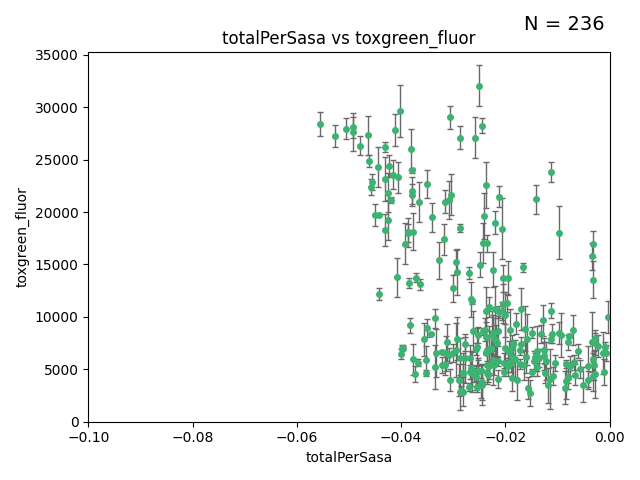 N = 236
totalPerSasa vs toxgreen_fluor
35000
30000
25000
20000
15000
10000
5000
0
toxgreen_fluor
−0.10 −0.08 −0.06 −0.04 −0.02 0.00
totalPerSasa